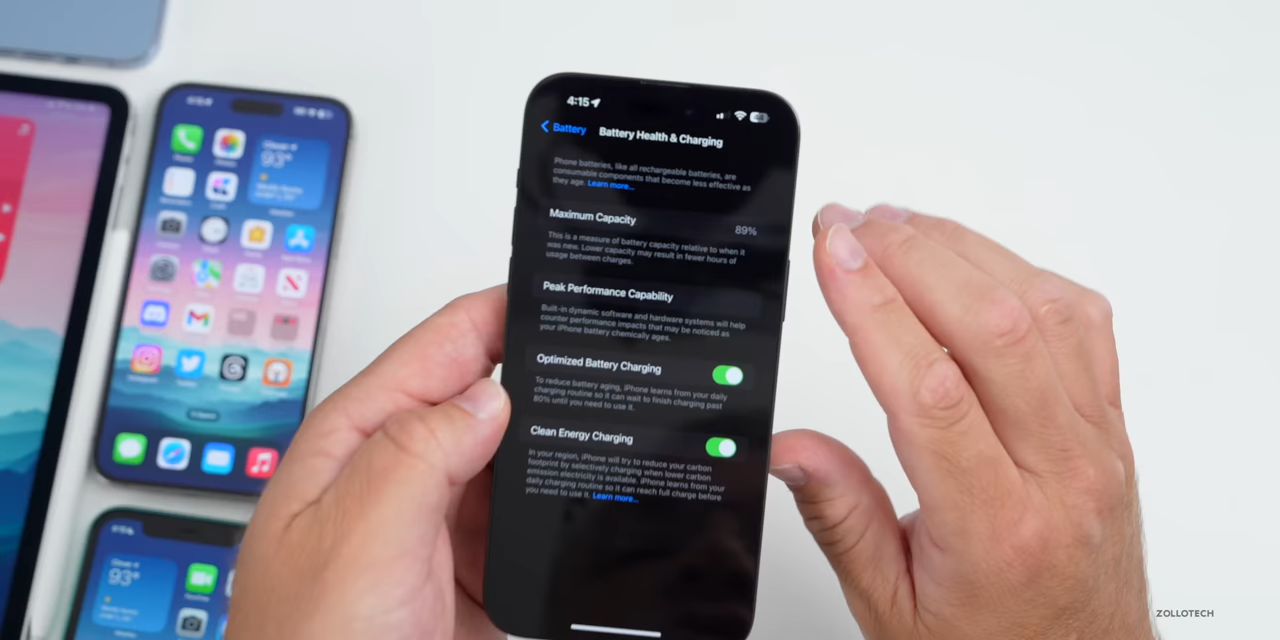 4:15
Battery
Battery Health & Charging
Phone batteries, like all rechargeable batteries, are
consumable components that become less effective as
they age. Learn more...
Maximum Capacity
89%
This is a measure of battery capacity relative to when it
was new. Lower capacity may result in fewer hours of
usage between charges.
Peak Performance Capability
Built-in dynamic software and hardware systems will help
counter performance impacts that may be noticed as
your iPhone battery chemically ages.
Optimized Battery Charging
To reduce battery aging, iPhone learns from your daily
charging routine so it can wait to finish charging past
80% until you need to use it.
Clean Energy Charging
In your region, iPhone will try to reduce your carbon
footprint by selectively charging when lower carbon
emission electricity is available. iPhone learns from your
daily charging routine so it can reach full charge before
you need to use it. Learn more...
93°
93°
ZOLLOTECH